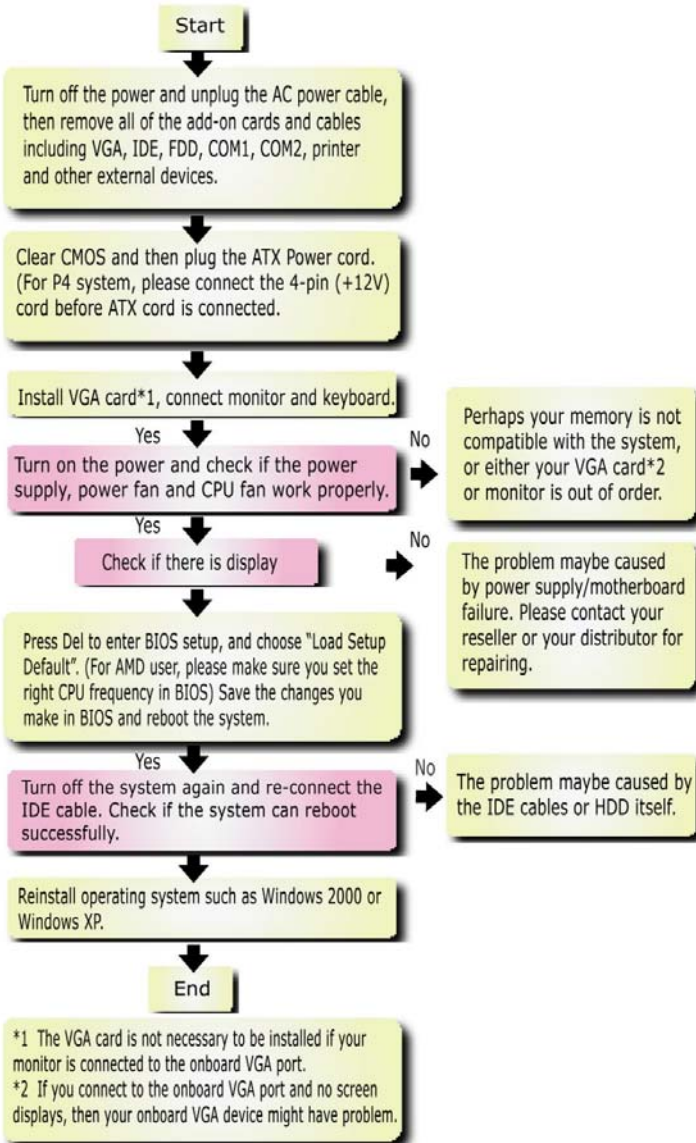 Start
Turn off the power and unplug the AC power cable,
then remove all of the add-on cards and cables
including VGA, IDE, FDD, COM1, COM2, printer
and other external devices.
Clear CMOS and then plug the ATX Power cord.
(For P4 system, please connect the 4-pin (+12V)
cord before ATX cord is connected.
Install VGA card*1, connect monitor and keyboard.
Yes
No
Turn on the power and check if the power
supply, power fan and CPU fan work properly.
Perhaps your memory is not
compatible with the system,
or either your VGA card*2
or monitor is out of order.
Yes
No
Check if there is display
The problem maybe caused
by power supply/motherboard
failure. Please contact your
reseller or your distributor for
repairing.
Press Del to enter BIOS setup, and choose “Load Setup
Default”. (For AMD user, please make sure you set the
right CPU frequency in BIOS) Save the changes you
make in BIOS and reboot the system.
Yes
No
Turn off the system again and re-connect the
IDE cable. Check if the system can reboot
successfully.
The problem maybe caused by
the IDE cables or HDD itself.
Reinstall operating system such as Windows 2000 or
Windows XP.
End
*1 The VGA card is not necessary to be installed if your
monitor is connected to the onboard VGA port.
*2 If you connect to the onboard VGA port and no screen
displays, then your onboard VGA device might have problem.